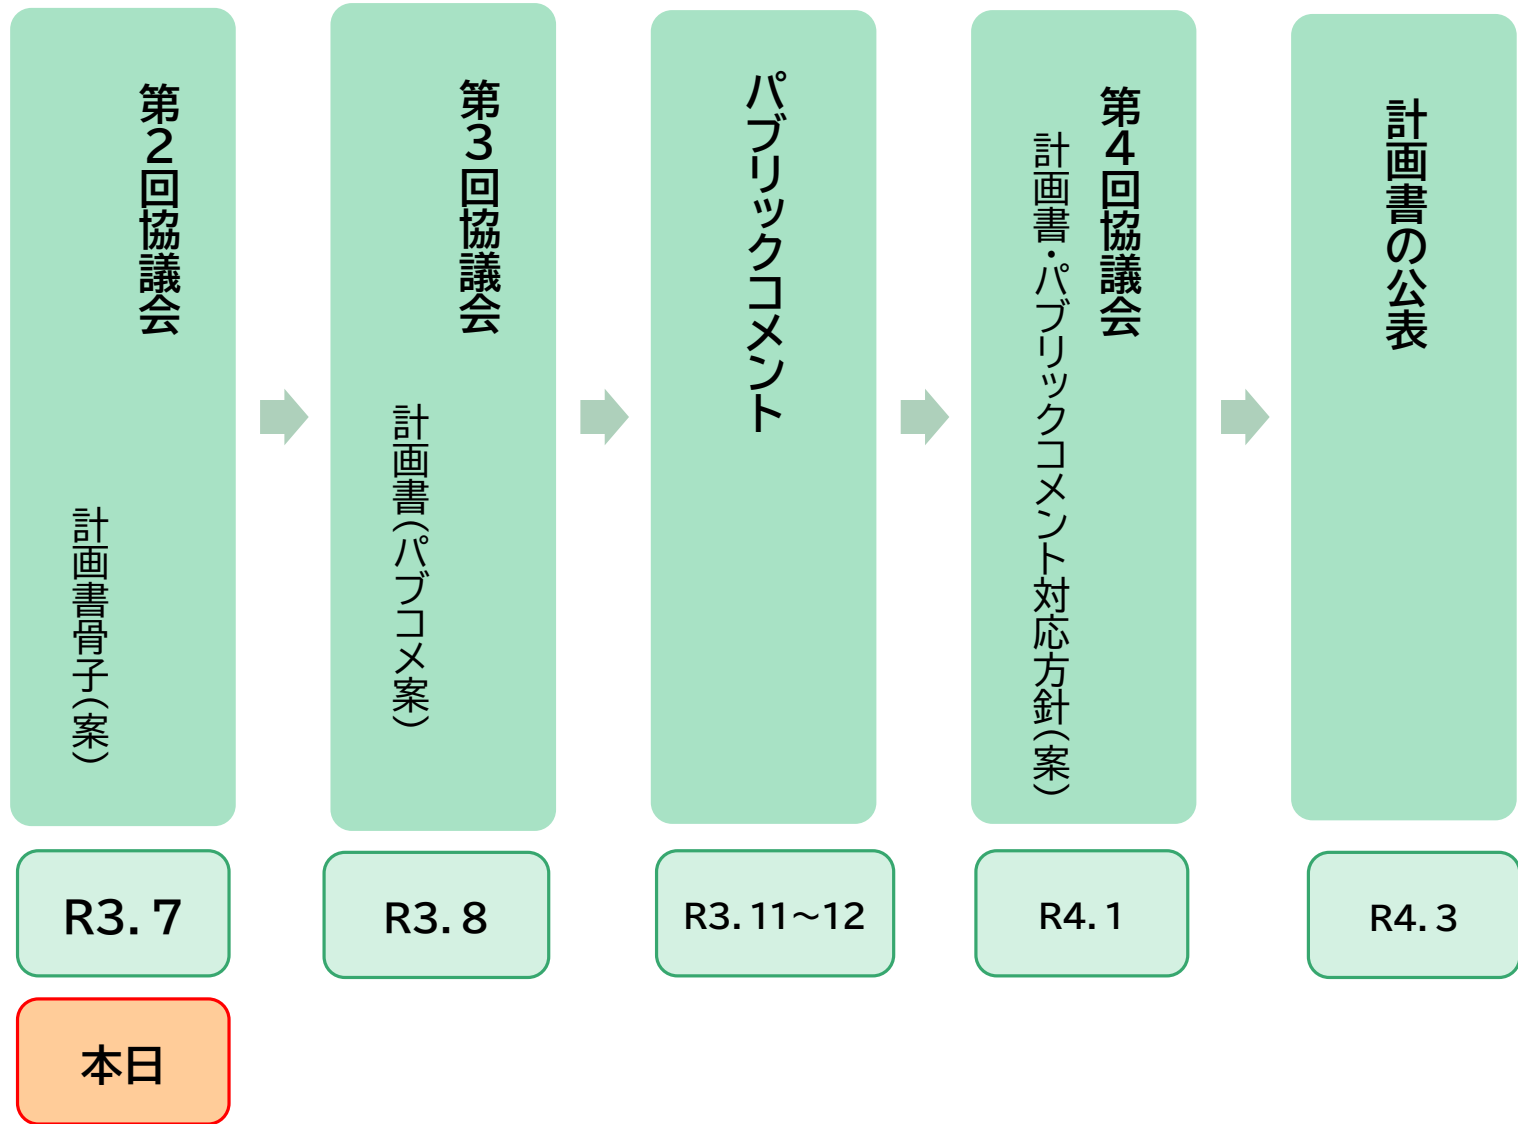 第２回協議会
計画書骨子（案）
第３回協議会
計画書（パブコメ案）
パブリックコメント
第４回協議会
計画書・パブリックコメント対応方針（案）
計画書の公表
R3．７
R3．８
R3．11～12
R4．１
R4．３
本日